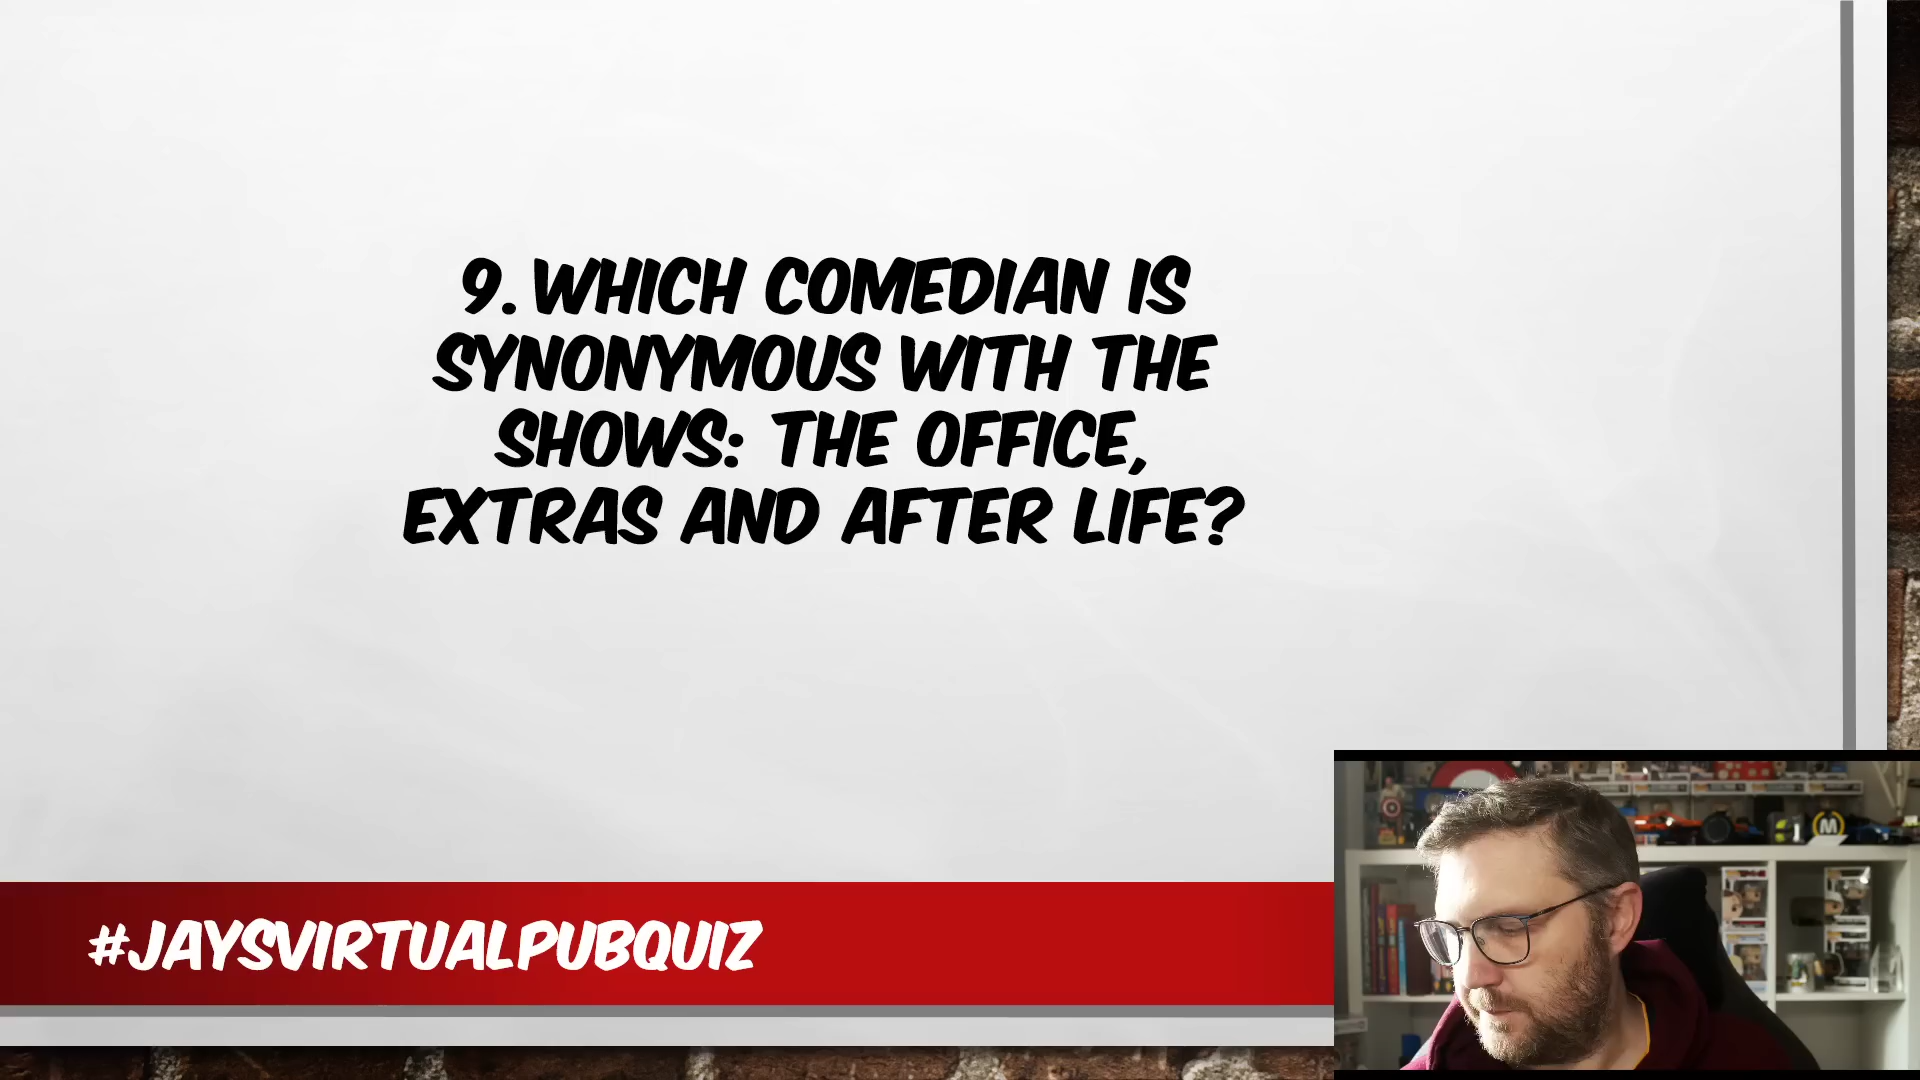 9. WHICH COMEDIAN IS
SYNONYMOUS WITH THE
SHOWS: THE OFFICE,
EXTRAS AND AFTER LIFE?
#JAYSVIRTUALPUBQUIZ
M